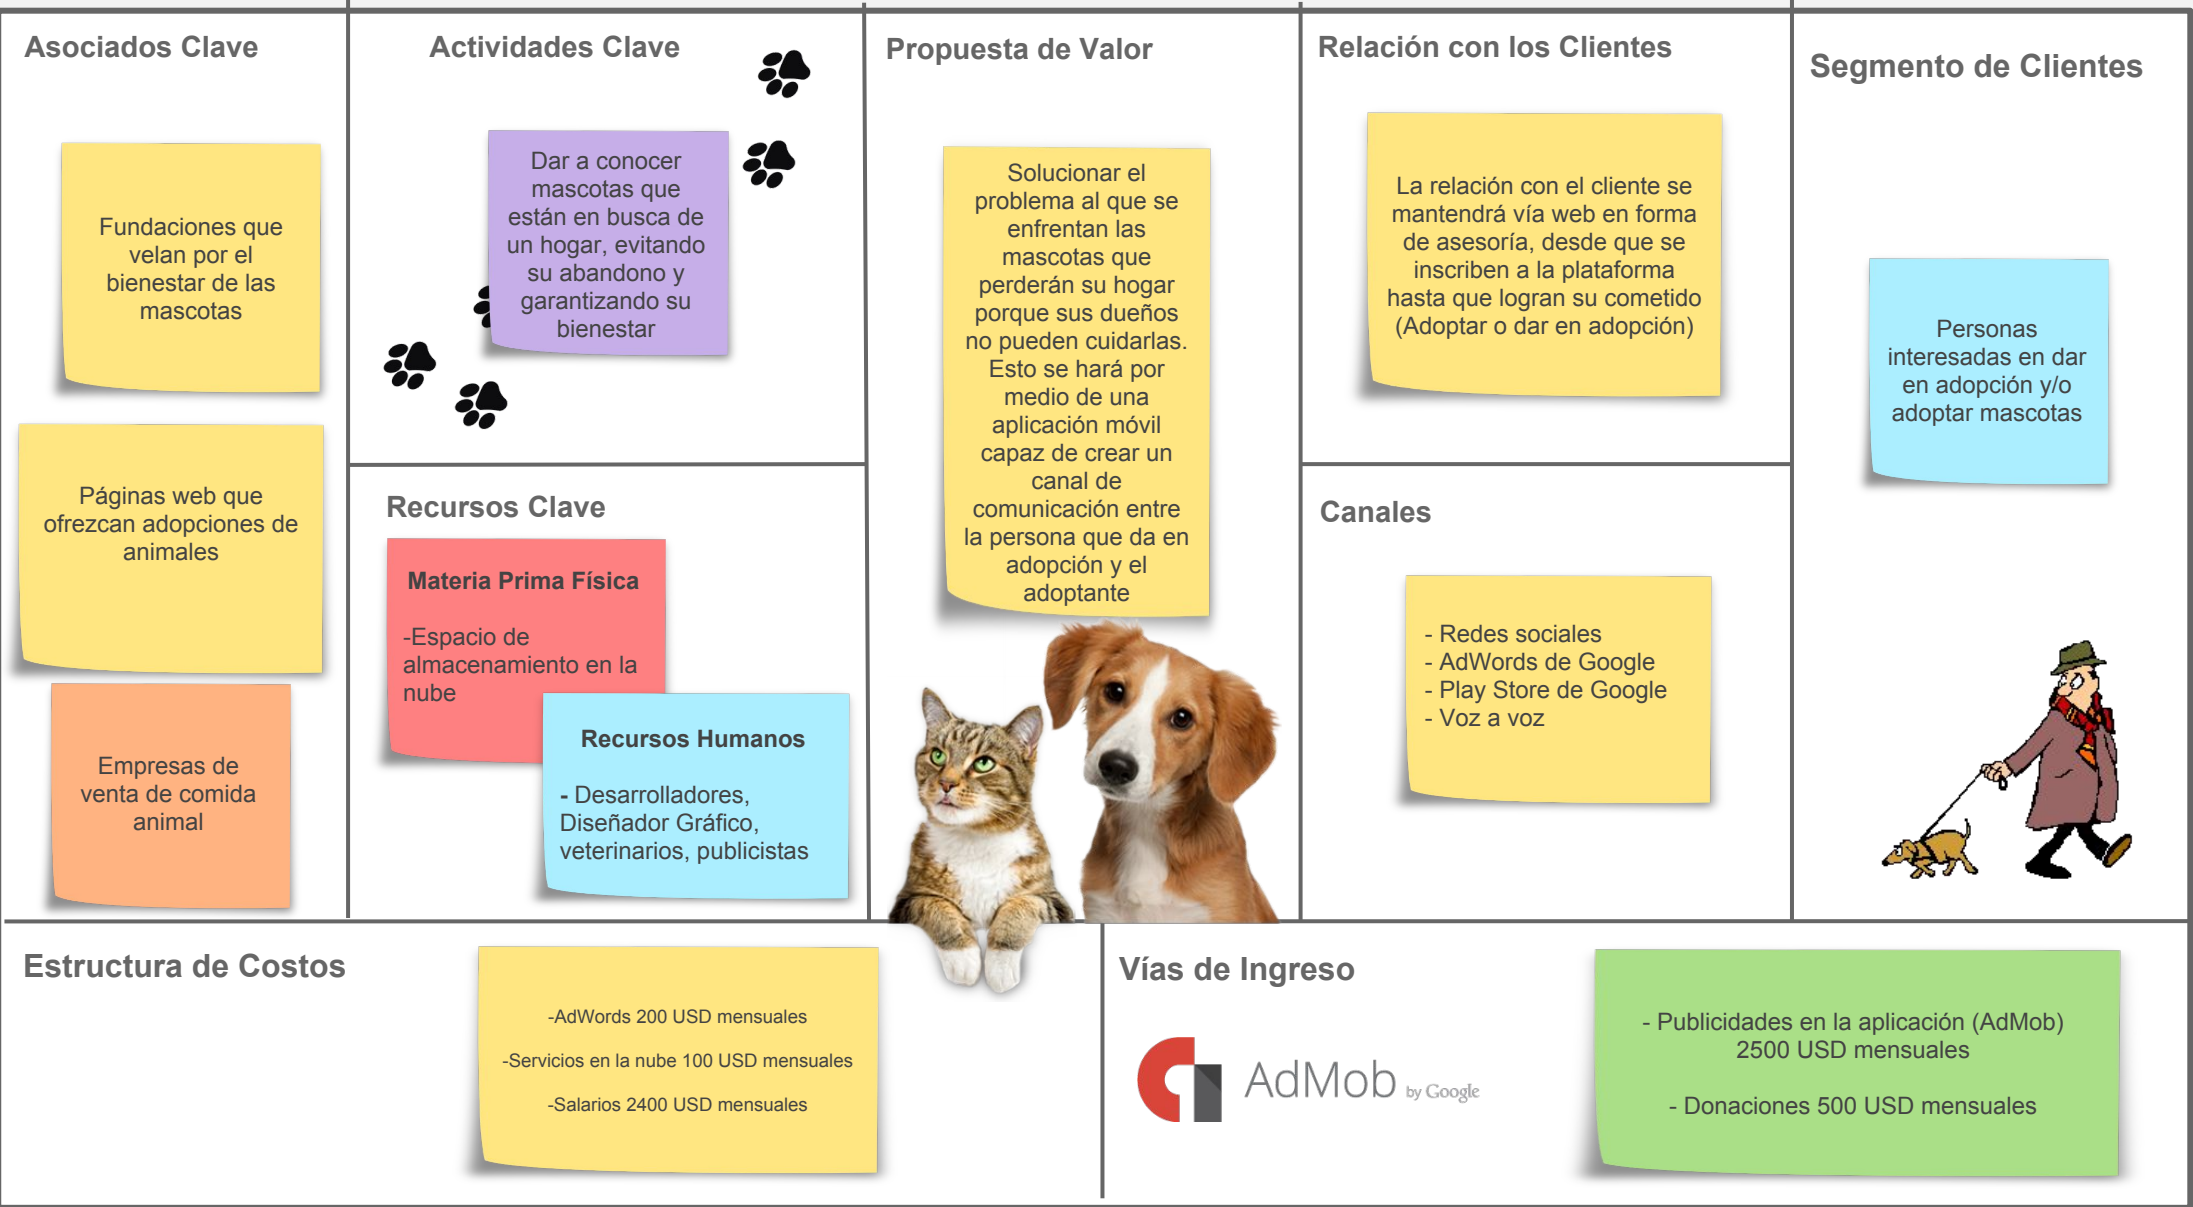 Asociados Clave
Fundaciones que
velan por el
bienestar de las
mascotas
Páginas web que
ofrezcan adopciones de
animales
Empresas de
venta de comida
animal
Actividades Clave
Dar a conocer
mascotas que
están en busca de
un hogar, evitando
su abandono y
garantizando su
bienestar
Recursos Clave
Materia Prima Física
-Espacio de
almacenamiento en la
nube
Recursos Humanos
- Desarrolladores,
Diseñador Gráfico,
veterinarios, publicistas
Propuesta de Valor
Solucionar el
problema al que se
enfrentan las
mascotas que
perderán su hogar
porque sus dueños
no pueden cuidarlas.
Esto se hará por
medio de una
aplicación móvil
capaz de crear un
canal de
comunicación entre
la persona que da en
adopción y el
adoptante
Relación con los Clientes
La relación con el cliente se
mantendrá vía web en forma
de asesoría, desde que se
inscriben a la plataforma
hasta que logran su cometido
(Adoptar o dar en adopción)
Canales
- Redes sociales
- AdWords de Google
- Play Store de Google
- Voz a voz
Segmento de Clientes
Personas
interesadas en dar
en adopción y/o
adoptar mascotas
Estructura de Costos
-AdWords 200 USD mensuales
-Servicios en la nube 100 USD mensuales
-Salarios 2400 USD mensuales
Vías de Ingreso
AdMob by Google
- Publicidades en la aplicación (AdMob)
2500 USD mensuales
- Donaciones 500 USD mensuales